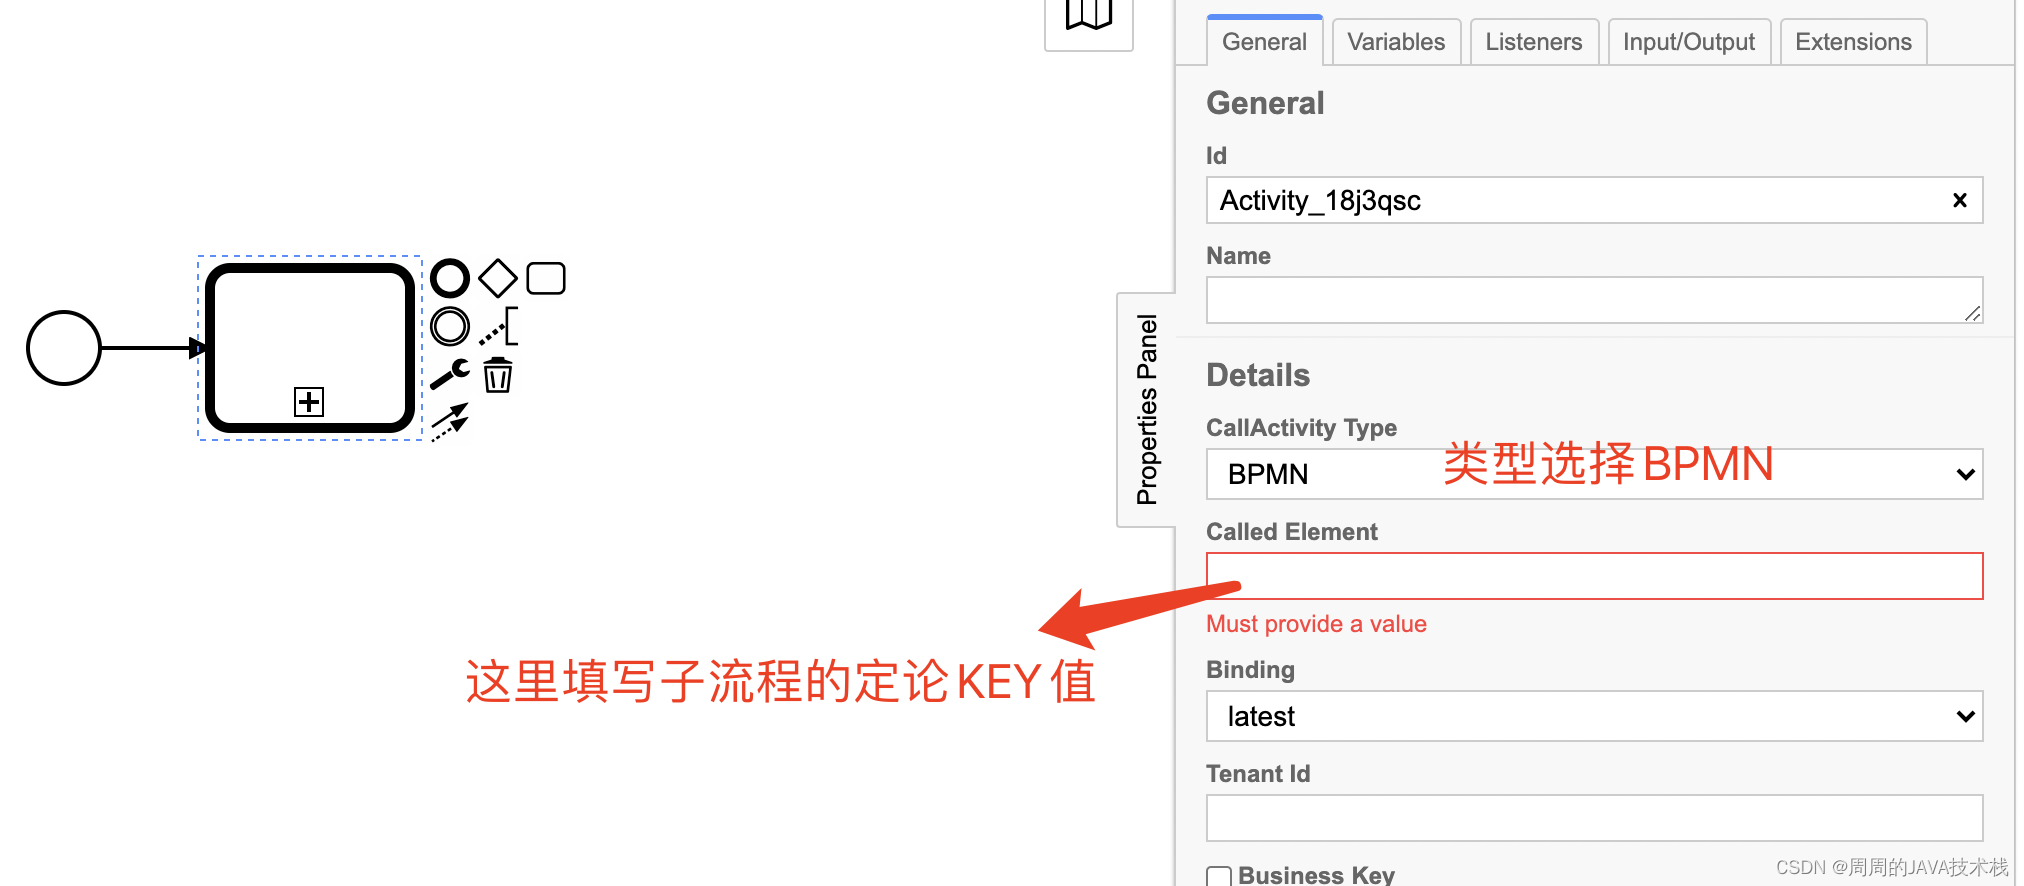 General
Variables
Listeners
Input/Output
Extensions
General
Id
Activity_18j3qsc
Name
Properties Panel
Details
CallActivity Type
BPMN
类型选择BPMN
Called Element
Must provide a value
这里填写子流程的定论KEY值
Binding
latest
Tenant Id
Business Key
CSDN @周周的JAVA技术栈